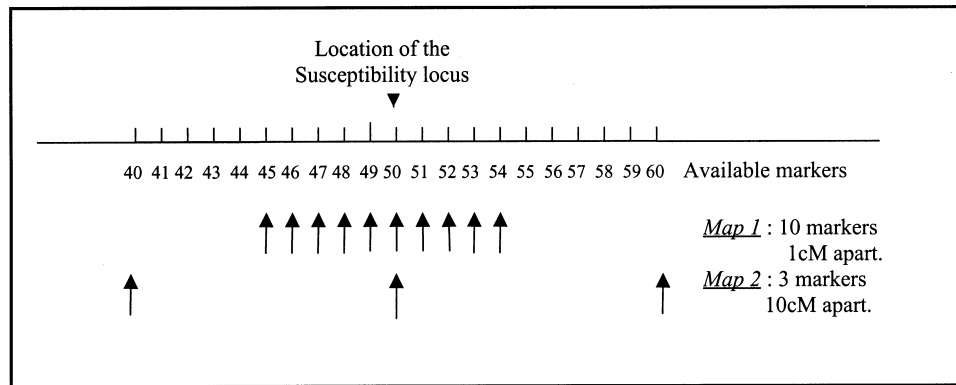 Location of the
Susceptibility locus
40 41 42 43 44 45 46 47 48 49 50 51 52 53 54 55 56 57 58 59 60 Available markers
Map 1 : 10 markers
1cM apart.
Map 2 : 3 markers
10cM apart.